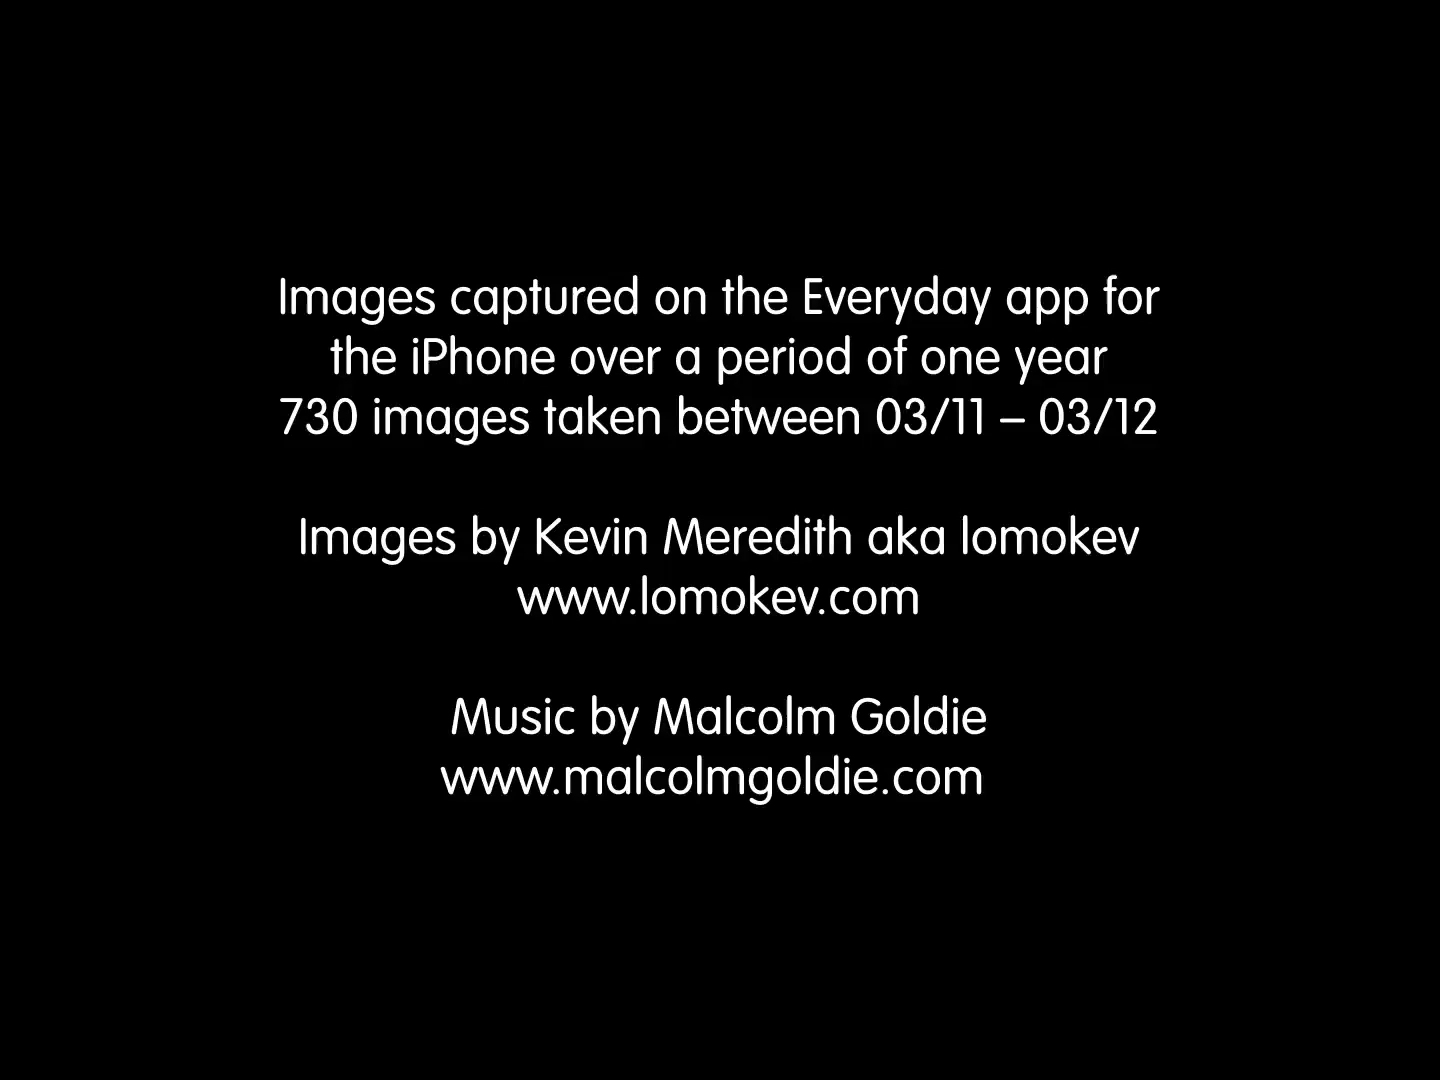 Images captured on the Everyday app for
the iPhone over a period of one year
730 images taken between 03/11 – 03/12
Images by Kevin Meredith aka lomokev
www.lomokev.com
Music by Malcolm Goldie
www.malcolmgoldie.com